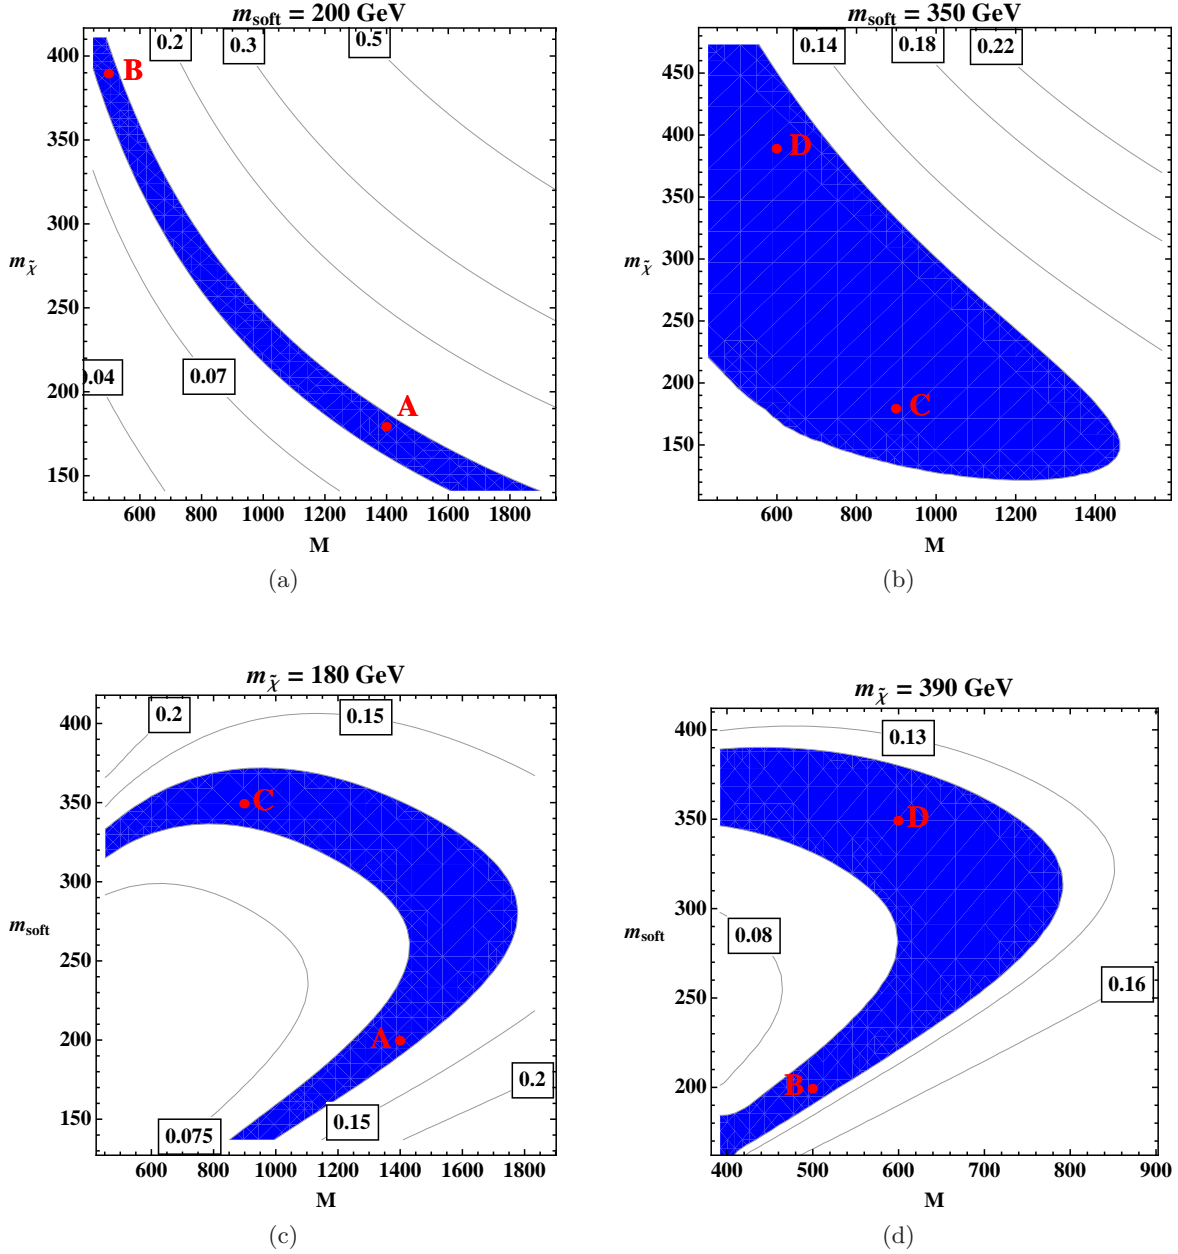 m_soft = 200 GeV
0.2
0.3
0.5
400
B
350
300
m_χ̃
250
200
0.04
0.07
A
150
600 800 1000 1200 1400 1600 1800
M
(a)
m_soft = 350 GeV
0.14
0.18
0.22
450
400
D
350
300
m_χ̃
250
200
C
150
600 800 1000 1200 1400
M
(b)
m_χ̃ = 180 GeV
400
0.2
0.15
350
C
300
m_soft
250
200
A
0.2
150
0.075
0.15
600 800 1000 1200 1400 1600 1800
M
(c)
m_χ̃ = 390 GeV
400
0.13
350
D
300
m_soft
0.08
250
0.16
200
B
400 500 600 700 800 900
M
(d)